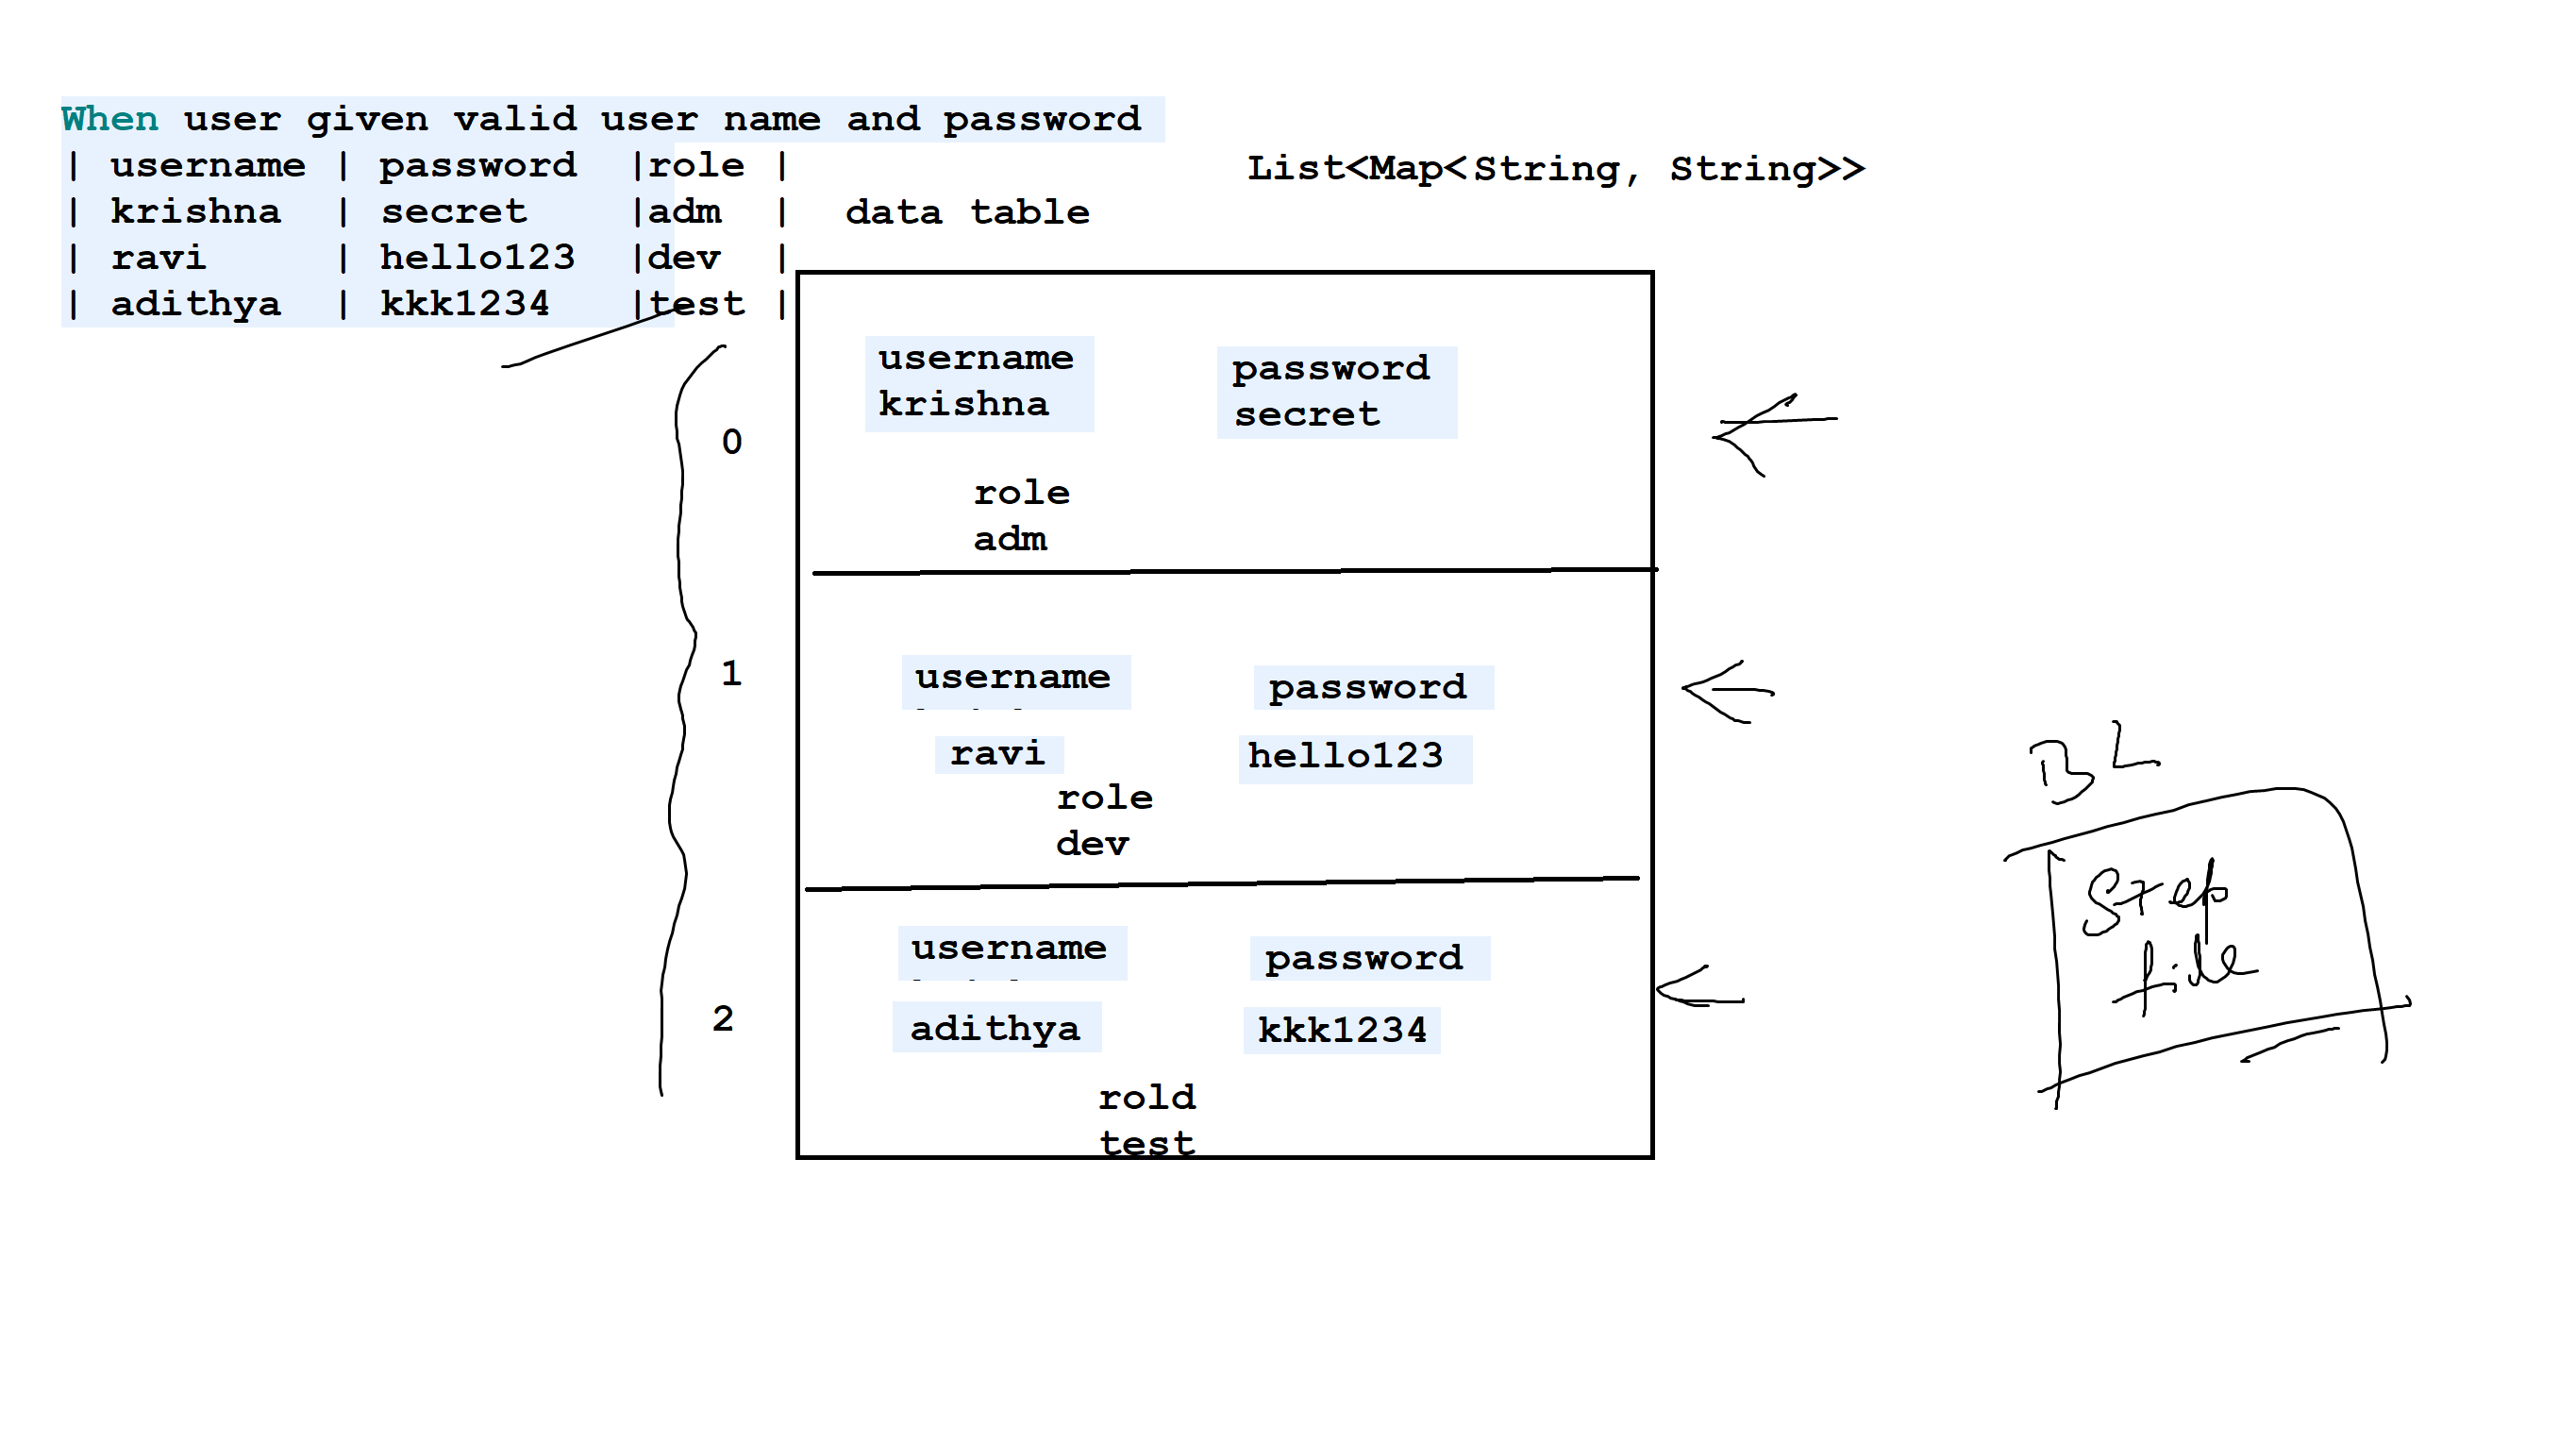 When user given valid user name and password
| username | password |role |
| krishna | secret |adm |
| ravi | hello123 |dev |
| adithya | kkk1234 |test |
List<Map<String, String>>
data table
0
username
krishna
password
secret
role
adm
1
username
password
ravi
hello123
role
dev
2
username
password
adithya
kkk1234
rold
test
BL
Step
file